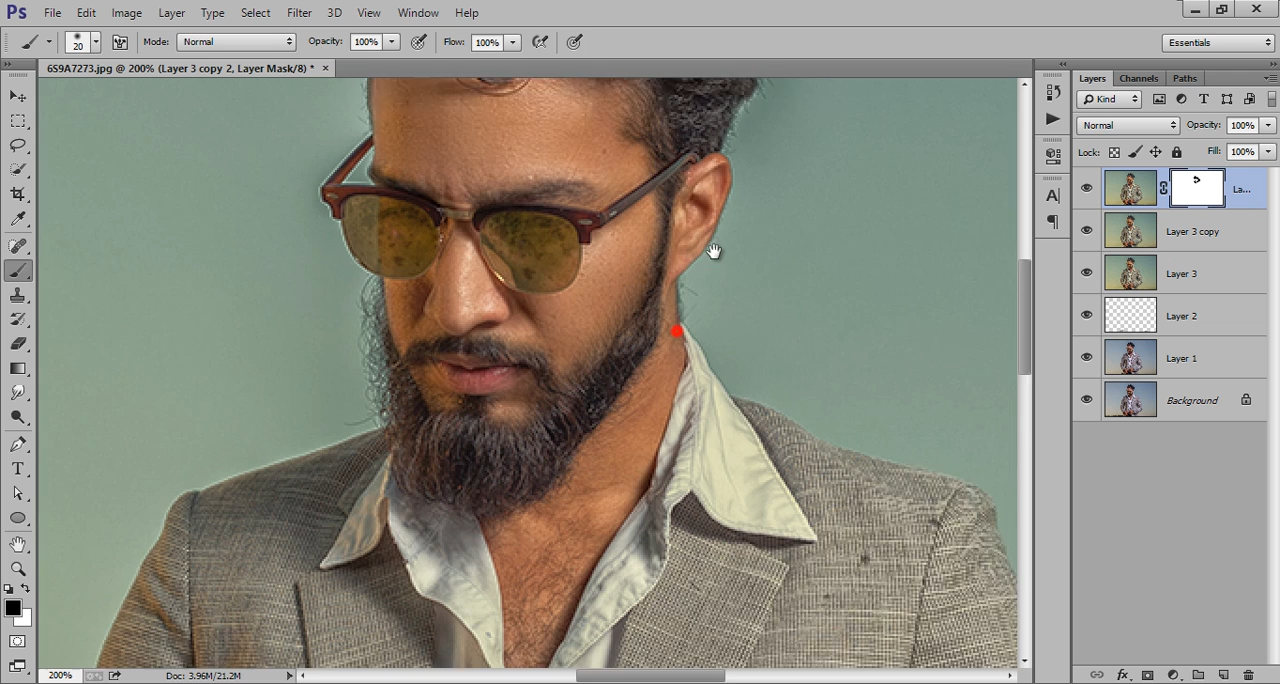 Ps File Edit Image Layer Type Select Filter 3D View Window Help
20 Mode: Normal Opacity: 100% Flow: 100% Essentials
6S9A7273.jpg @ 200% (Layer 3 copy 2, Layer Mask/8) * ×
Layers Channels Paths
Kind
Normal Opacity: 100%
Lock: Fill: 100%
La...
Layer 3 copy
Layer 3
Layer 2
Layer 1
Background
200% Doc: 3.96M/21.2M